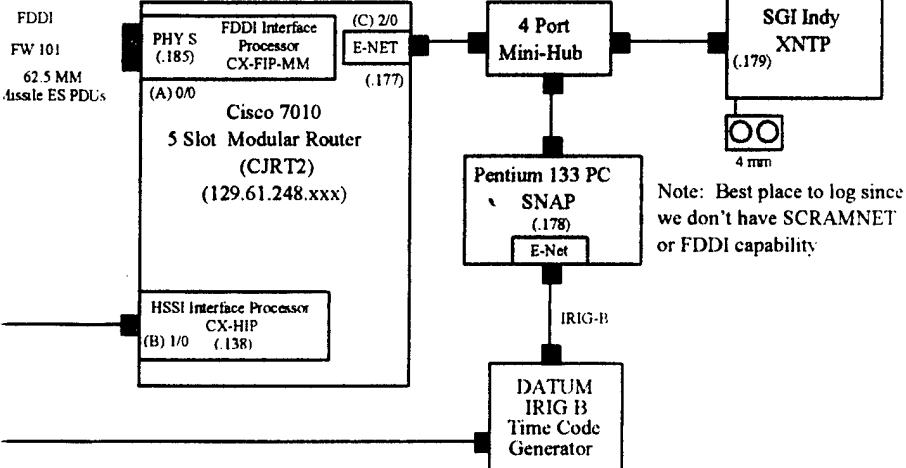 FDDI
FW 101
62.5 MM
Missile ES PDUs
PHY S
(.185)
FDDI Interface
Processor
CX-FIP-MM
(C) 2/0
E-NET
(.177)
(A) 0/0
Cisco 7010
5 Slot Modular Router
(CJRT2)
(129.61.248.xxx)
HSSI Interface Processor
CX-HIP
(B) 1/0
(.138)
4 Port
Mini-Hub
SGI Indy
XNTP
(.179)
4 mm
Pentium 133 PC
SNAP
(.178)
E-Net
Note: Best place to log since
we don't have SCRAMNET
or FDDI capability
IRIG-B
DATUM
IRIG B
Time Code
Generator